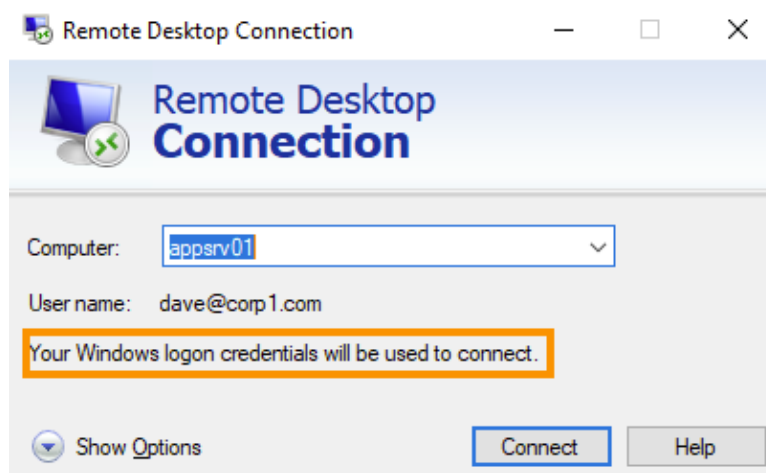 Remote Desktop Connection
Remote Desktop
Connection
Computer: appsrv01
User name: dave@corp1.com
Your Windows logon credentials will be used to connect.
Show Options Connect Help